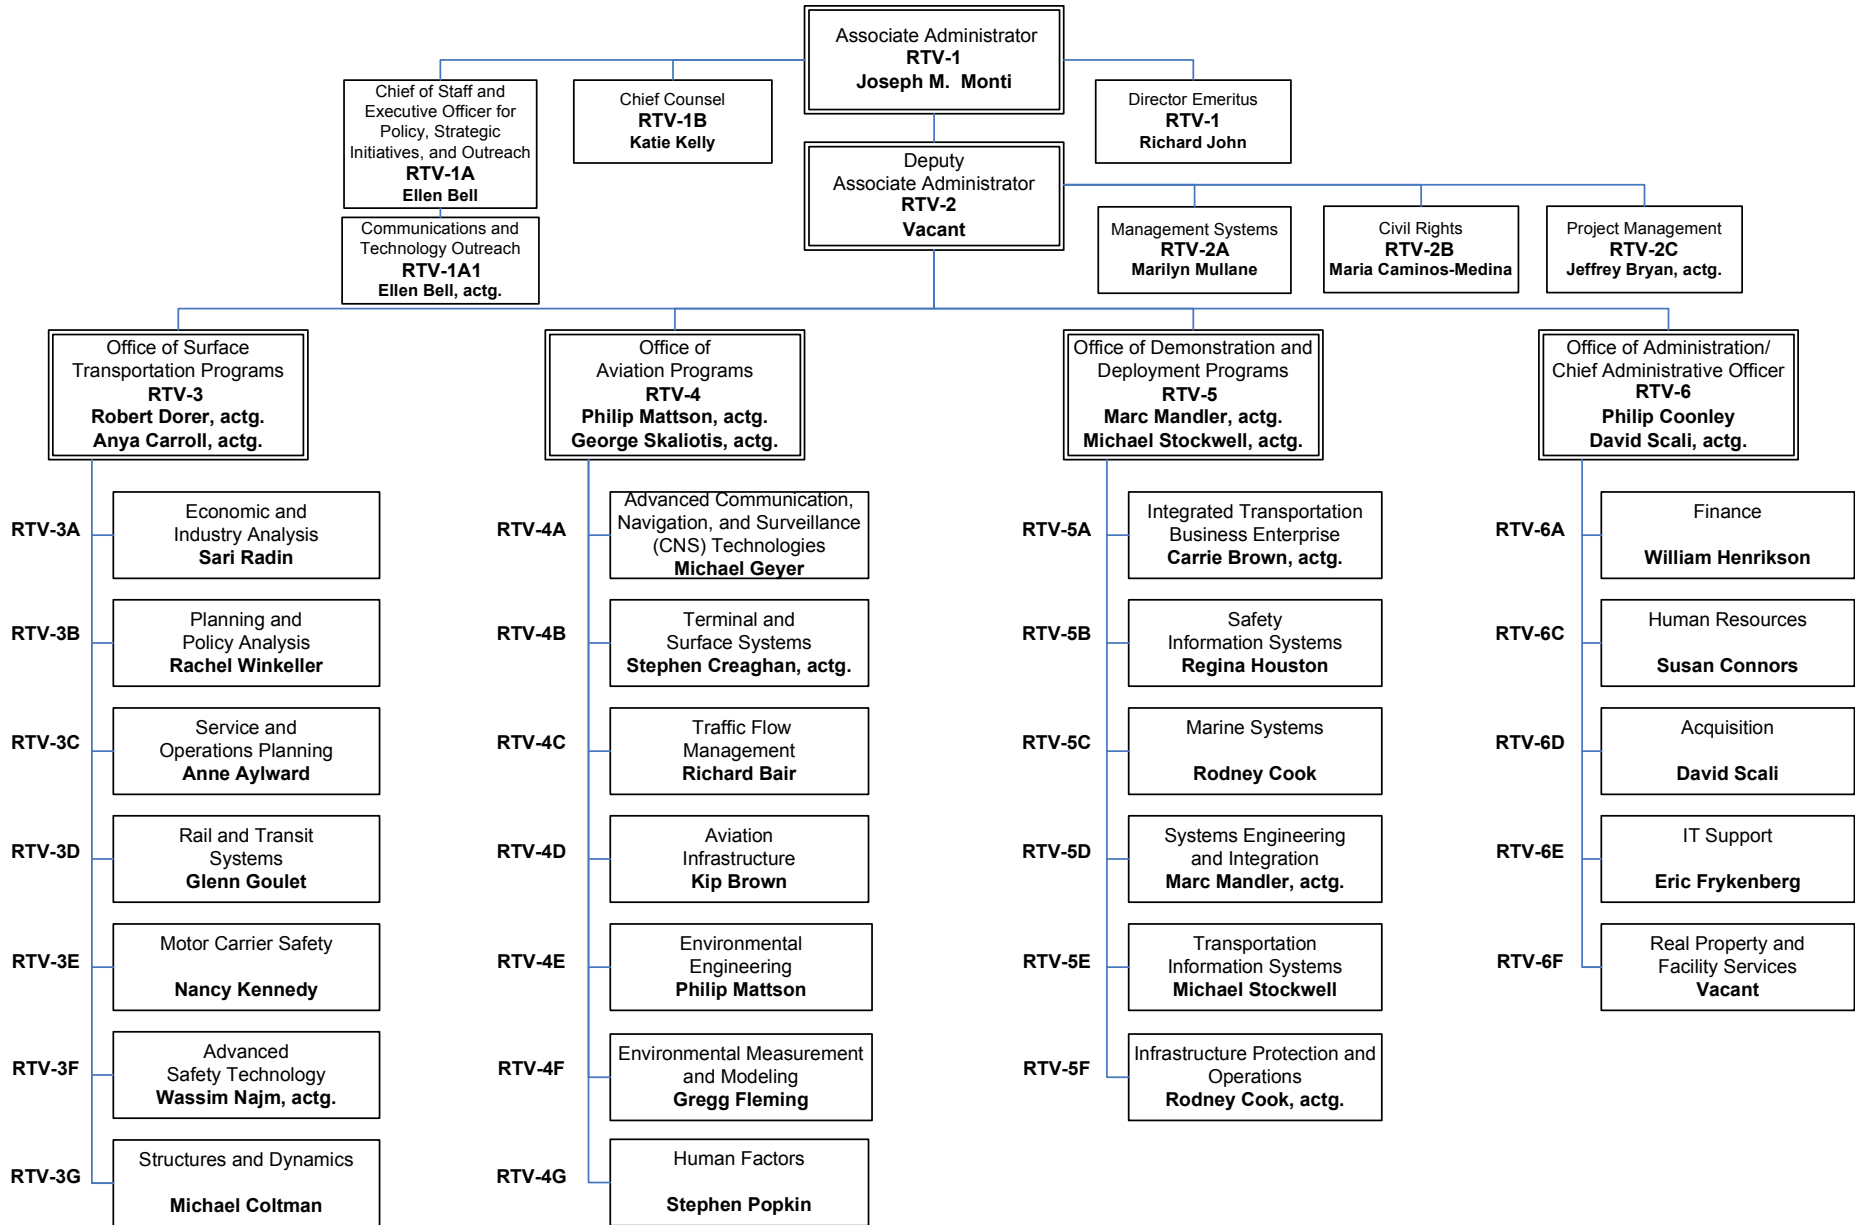 Associate Administrator
RTV-1
Joseph M.  Monti
Chief of Staff and
Executive Officer for
Policy, Strategic
Initiatives, and Outreach
RTV-1A
Ellen Bell
Chief Counsel
RTV-1B
Katie Kelly
Director Emeritus
RTV-1
Richard John
Deputy
Associate Administrator
RTV-2
Vacant
Communications and
Technology Outreach
RTV-1A1
Ellen Bell, actg.
Management Systems
RTV-2A
Marilyn Mullane
Civil Rights
RTV-2B
Maria Caminos-Medina
Project Management
RTV-2C
Jeffrey Bryan, actg.
Office of Surface
Transportation Programs
RTV-3
Robert Dorer, actg.
Anya Carroll, actg.
Office of
Aviation Programs
RTV-4
Philip Mattson, actg.
George Skaliotis, actg.
Office of Demonstration and
Deployment Programs
RTV-5
Marc Mandler, actg.
Michael Stockwell, actg.
Office of Administration/
Chief Administrative Officer
RTV-6
Philip Coonley
David Scali, actg.
RTV-3A
Economic and
Industry Analysis
Sari Radin
RTV-3B
Planning and
Policy Analysis
Rachel Winkeller
RTV-3C
Service and
Operations Planning
Anne Aylward
RTV-3D
Rail and Transit
Systems
Glenn Goulet
RTV-3E
Motor Carrier Safety
Nancy Kennedy
RTV-3F
Advanced
Safety Technology
Wassim Najm, actg.
RTV-3G
Structures and Dynamics
Michael Coltman
RTV-4A
Advanced Communication,
Navigation, and Surveillance
(CNS) Technologies
Michael Geyer
RTV-4B
Terminal and
Surface Systems
Stephen Creaghan, actg.
RTV-4C
Traffic Flow
Management
Richard Bair
RTV-4D
Aviation
Infrastructure
Kip Brown
RTV-4E
Environmental
Engineering
Philip Mattson
RTV-4F
Environmental Measurement
and Modeling
Gregg Fleming
RTV-4G
Human Factors
Stephen Popkin
RTV-5A
Integrated Transportation
Business Enterprise
Carrie Brown, actg.
RTV-5B
Safety
Information Systems
Regina Houston
RTV-5C
Marine Systems
Rodney Cook
RTV-5D
Systems Engineering
and Integration
Marc Mandler, actg.
RTV-5E
Transportation
Information Systems
Michael Stockwell
RTV-5F
Infrastructure Protection and
Operations
Rodney Cook, actg.
RTV-6A
Finance
William Henrikson
RTV-6C
Human Resources
Susan Connors
RTV-6D
Acquisition
David Scali
RTV-6E
IT Support
Eric Frykenberg
RTV-6F
Real Property and
Facility Services
Vacant